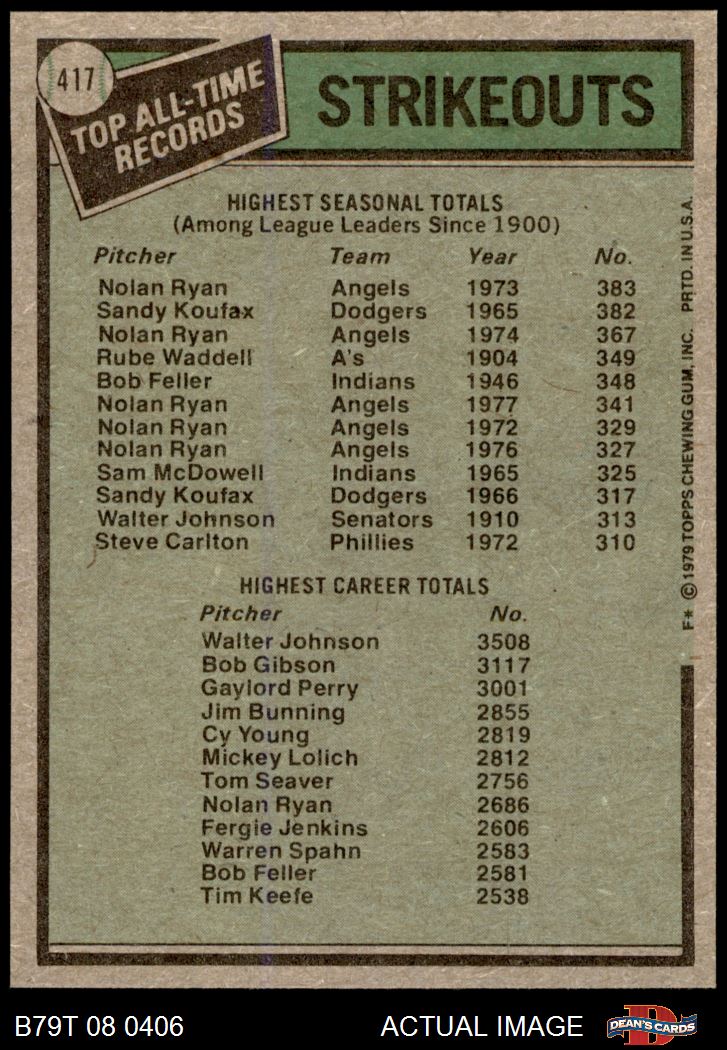 417
TOP ALL-TIME
RECORDS
STRIKEOUTS
HIGHEST SEASONAL TOTALS
(Among League Leaders Since 1900)
Pitcher Team Year No.
Nolan Ryan Angels 1973 383
Sandy Koufax Dodgers 1965 382
Nolan Ryan Angels 1974 367
Rube Waddell A's 1904 349
Bob Feller Indians 1946 348
Nolan Ryan Angels 1977 341
Nolan Ryan Angels 1972 329
Nolan Ryan Angels 1976 327
Sam McDowell Indians 1965 325
Sandy Koufax Dodgers 1966 317
Walter Johnson Senators 1910 313
Steve Carlton Phillies 1972 310
HIGHEST CAREER TOTALS
Pitcher No.
Walter Johnson 3508
Bob Gibson 3117
Gaylord Perry 3001
Jim Bunning 2855
Cy Young 2819
Mickey Lolich 2812
Tom Seaver 2756
Nolan Ryan 2686
Fergie Jenkins 2606
Warren Spahn 2583
Bob Feller 2581
Tim Keefe 2538
F* © 1979 TOPPS CHEWING GUM, INC. PRTD. IN U.S.A.
B79T 08 0406 ACTUAL IMAGE D DEAN'S CARDS